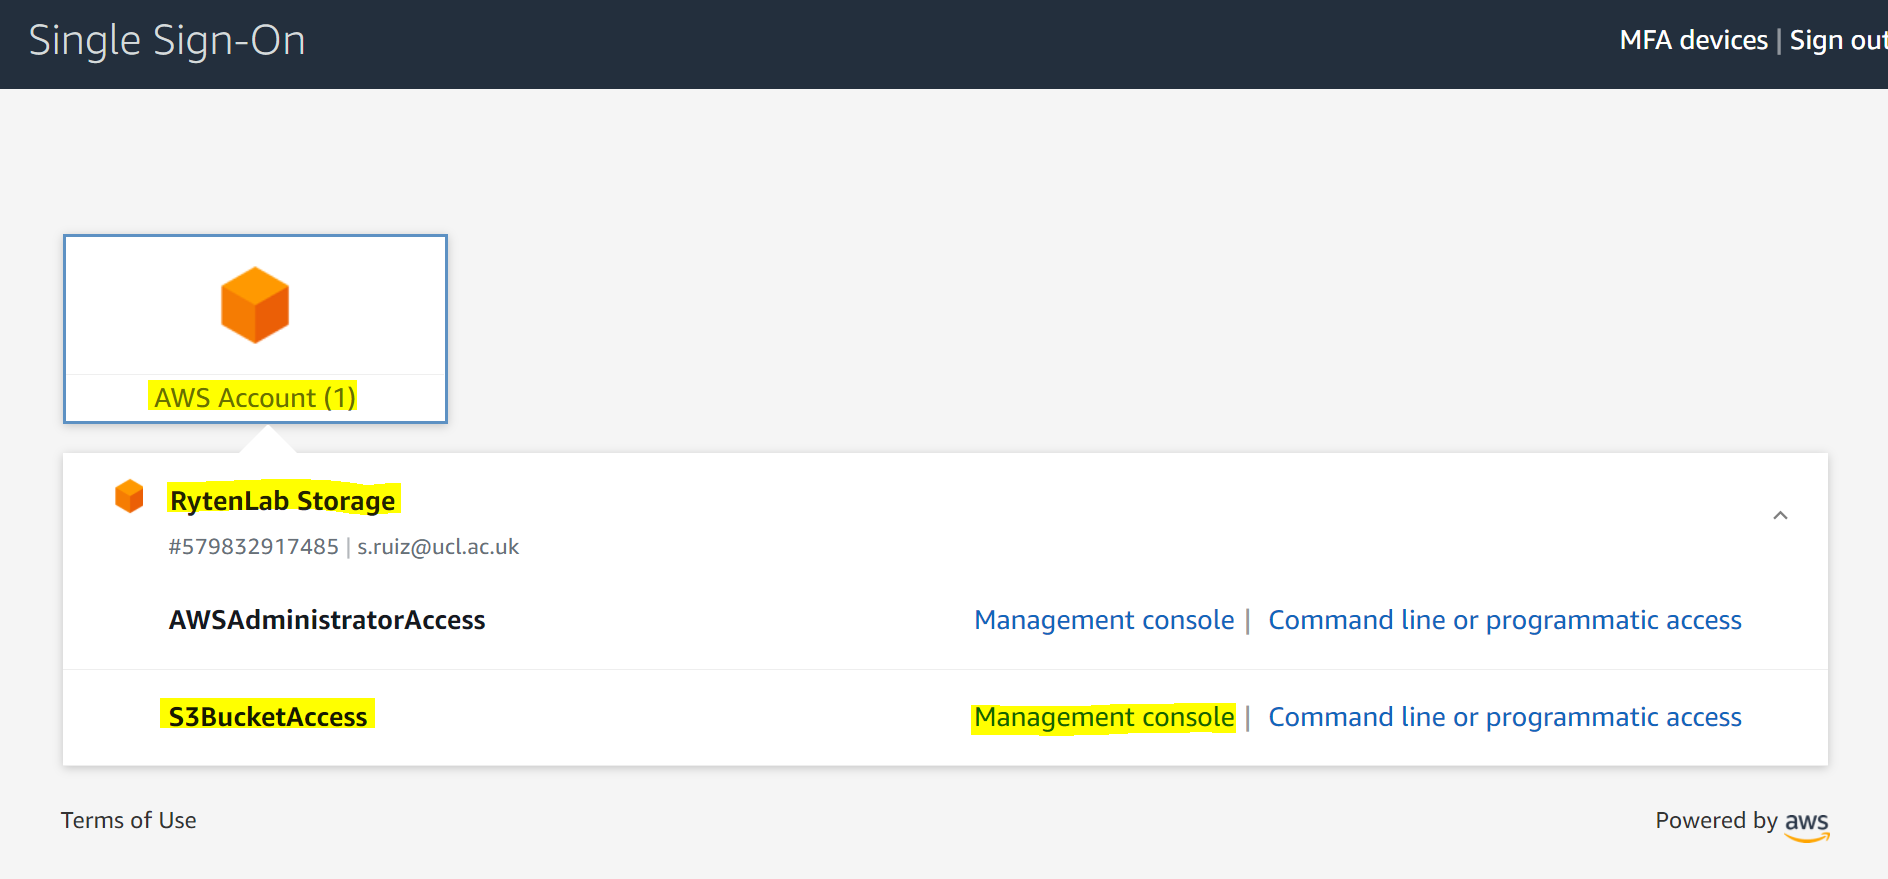 Single Sign-On
MFA devices | Sign out
AWS Account (1)
RytenLab Storage
#579832917485 | s.ruiz@ucl.ac.uk
AWSAdministratorAccess
Management console | Command line or programmatic access
S3BucketAccess
Management console | Command line or programmatic access
Terms of Use
Powered by aws